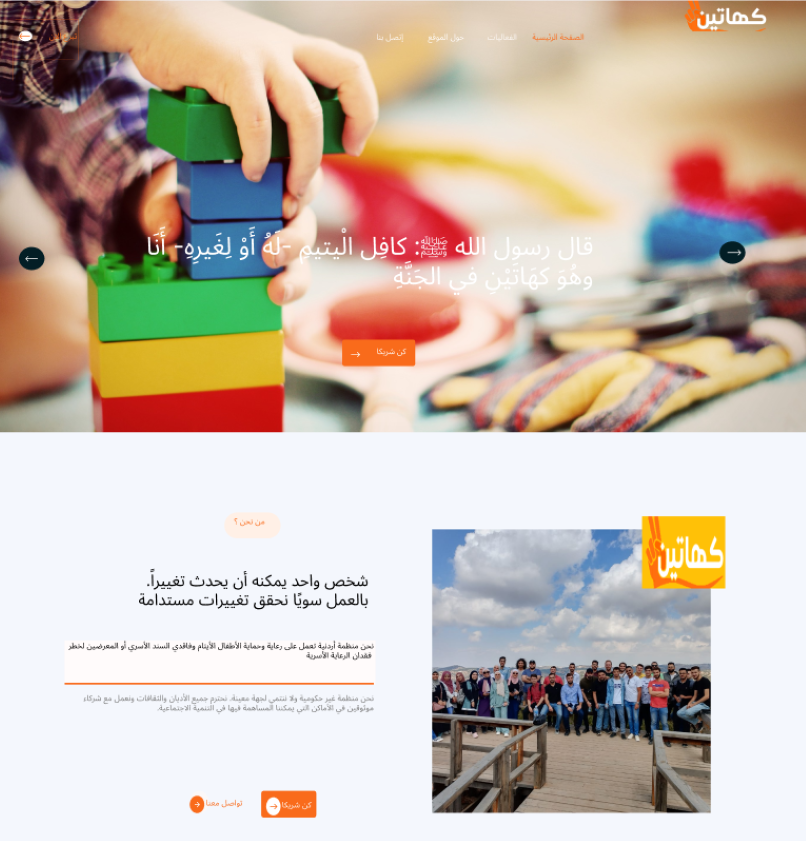 كهاتين
الصفحة الرئيسية
الفعاليات
حول الموقع
إتصل بنا
قال رسول الله ﷺ: كافِل الْيتيمِ -لَهُ أَوْ لِغَيرِهِ- أَنَا
وهُوَ كهَاتَيْنِ في الجَنَّةِ
كن شريكا
كهاتين
من نحن ؟
شخص واحد يمكنه أن يحدث تغييراً.
بالعمل سويًا نحقق تغييرات مستدامة
نحن منظمة أردنية تعمل على رعاية وحماية الأطفال الأيتام وفاقدي السند الأسري أو المعرضين لخطر
فقدان الرعاية الأسرية
نحن منظمة غير حكومية ولا ننتمي لجهة معينة. نحترم جميع الأديان والثقافات ونعمل مع شركاء
موثوقين في الأماكن التي يمكننا المساهمة فيها في التنمية الاجتماعية.
كن شريكا
تواصل معنا